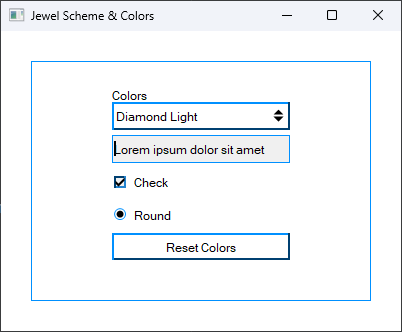 Jewel Scheme & Colors
Colors
Diamond Light
Lorem ipsum dolor sit amet
Check
Round
Reset Colors